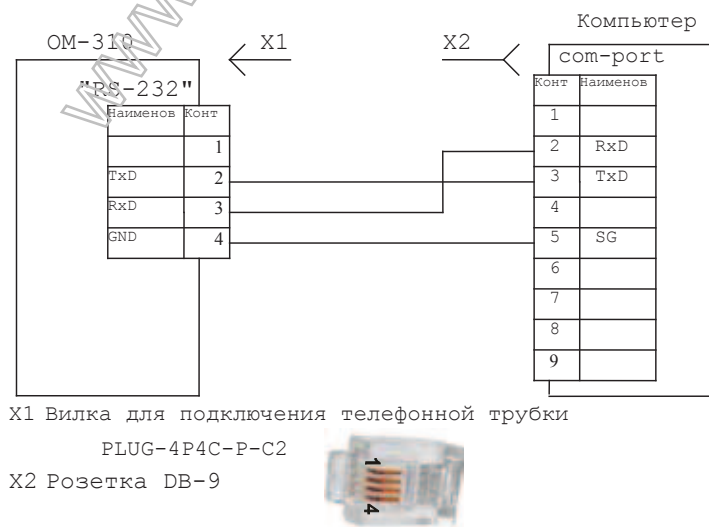 Компьютер
ОМ-310
X1
X2
com-port
"RS-232"
Наименов Конт
1
TxD 2
RxD 3
GND 4
Конт Наименов
1
2 RxD
3 TxD
4
5 SG
6
7
8
9
X1 Вилка для подключения телефонной трубки
PLUG-4P4C-P-C2
X2 Розетка DB-9
1
4